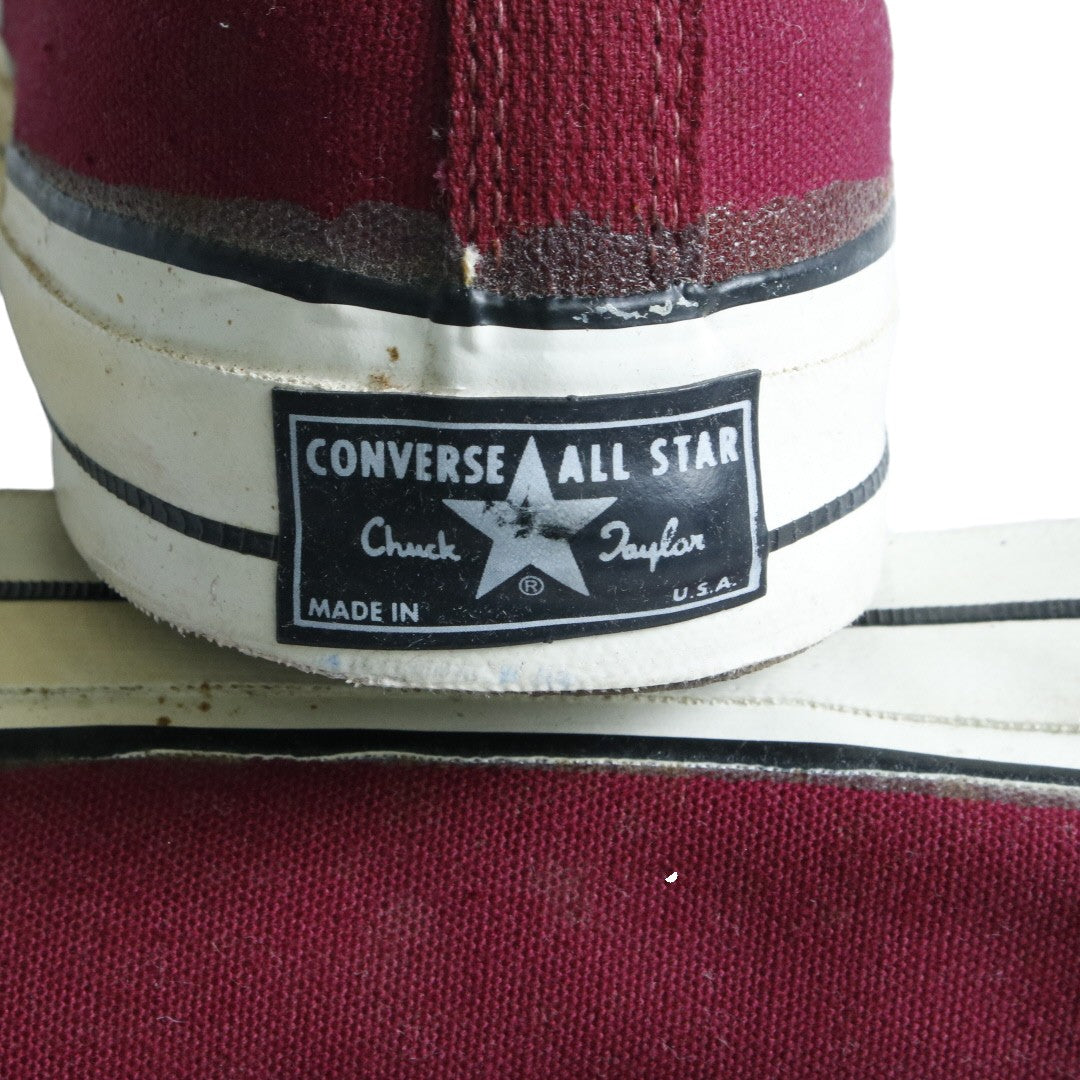 CONVERSE ALL STAR
Chuck Taylor
®
MADE IN U.S.A.